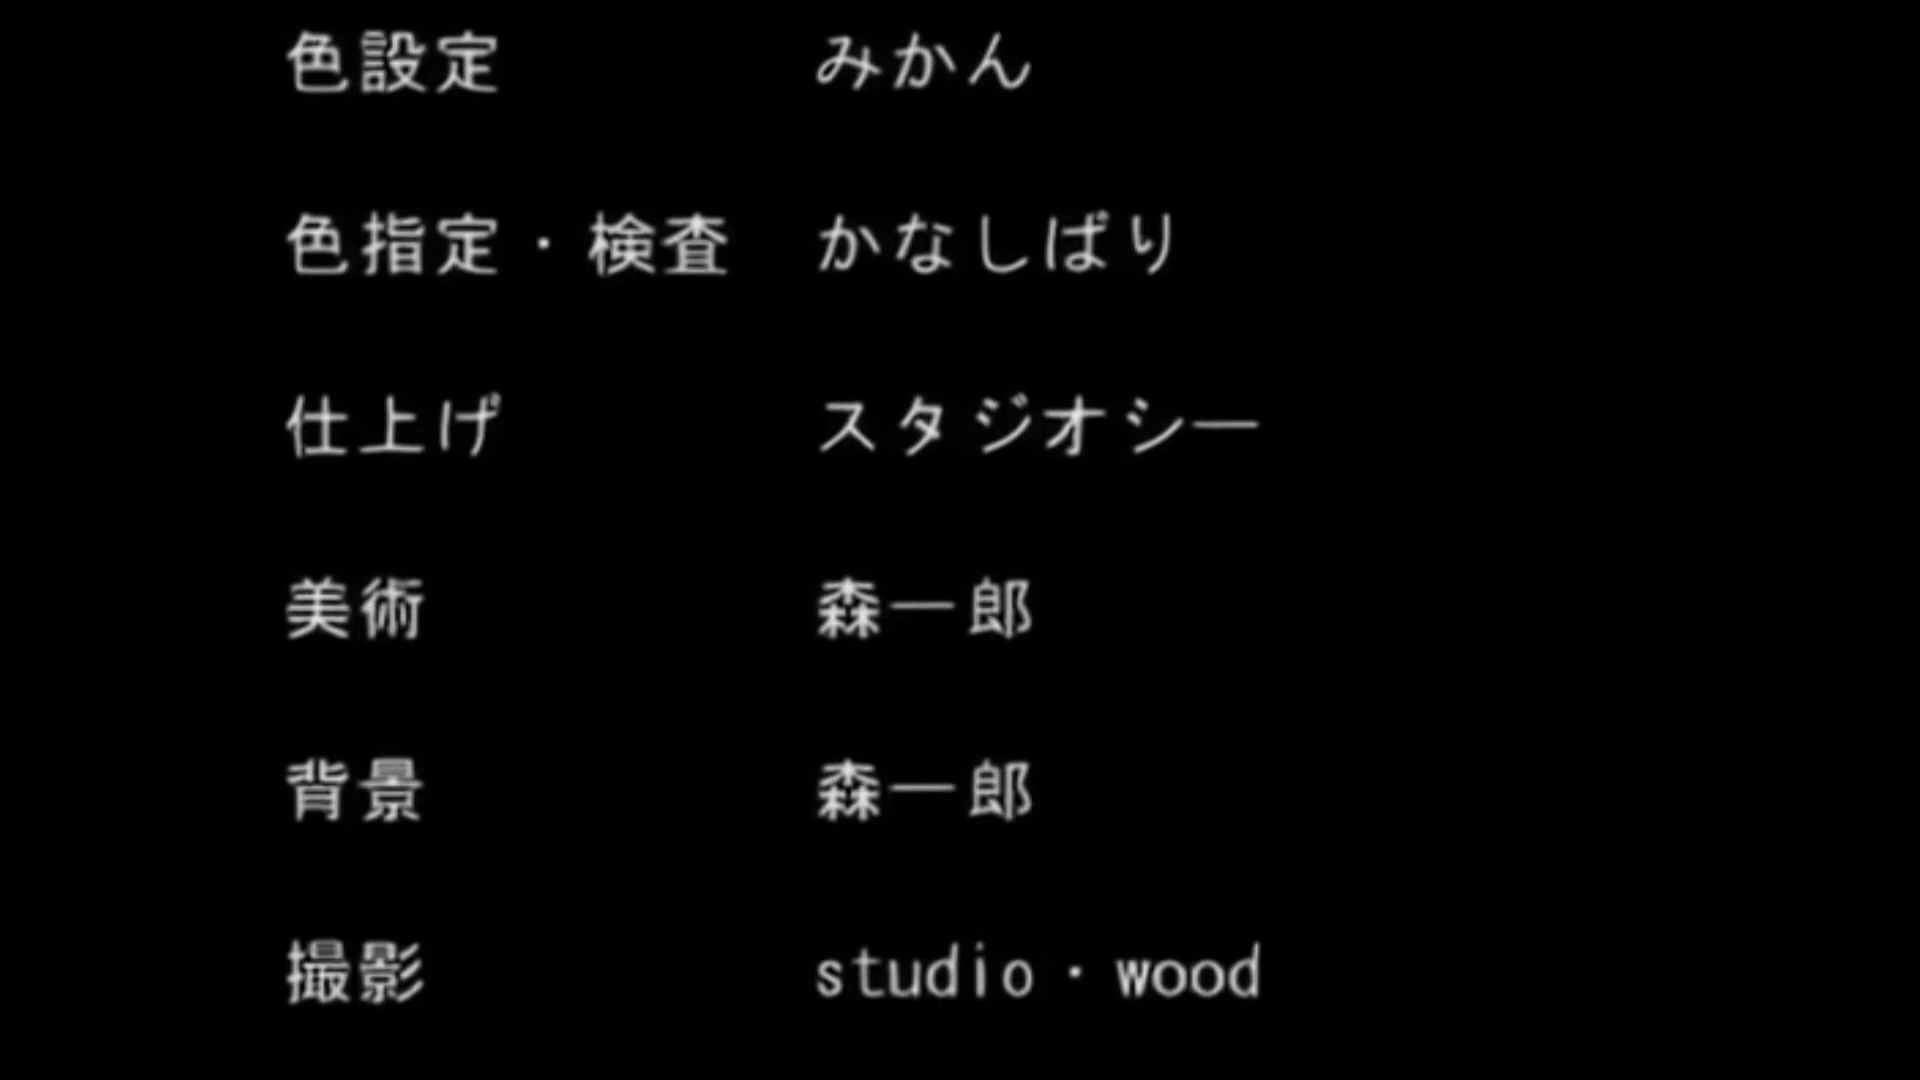 色設定　みかん
色指定・検査　かなしばり
仕上げ　スタジオシー
美術　森一郎
背景　森一郎
撮影　studio・wood